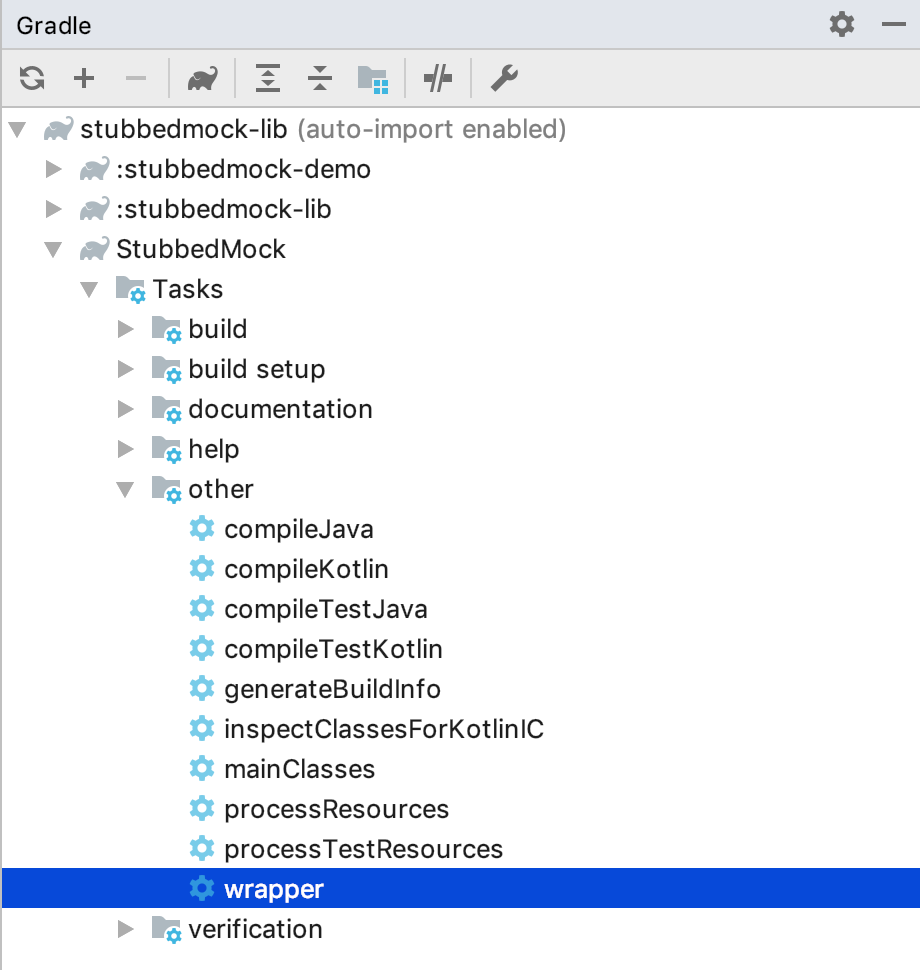 Gradle
stubbedmock-lib (auto-import enabled)
:stubbedmock-demo
:stubbedmock-lib
StubbedMock
Tasks
build
build setup
documentation
help
other
compileJava
compileKotlin
compileTestJava
compileTestKotlin
generateBuildInfo
inspectClassesForKotlinIC
mainClasses
processResources
processTestResources
wrapper
verification